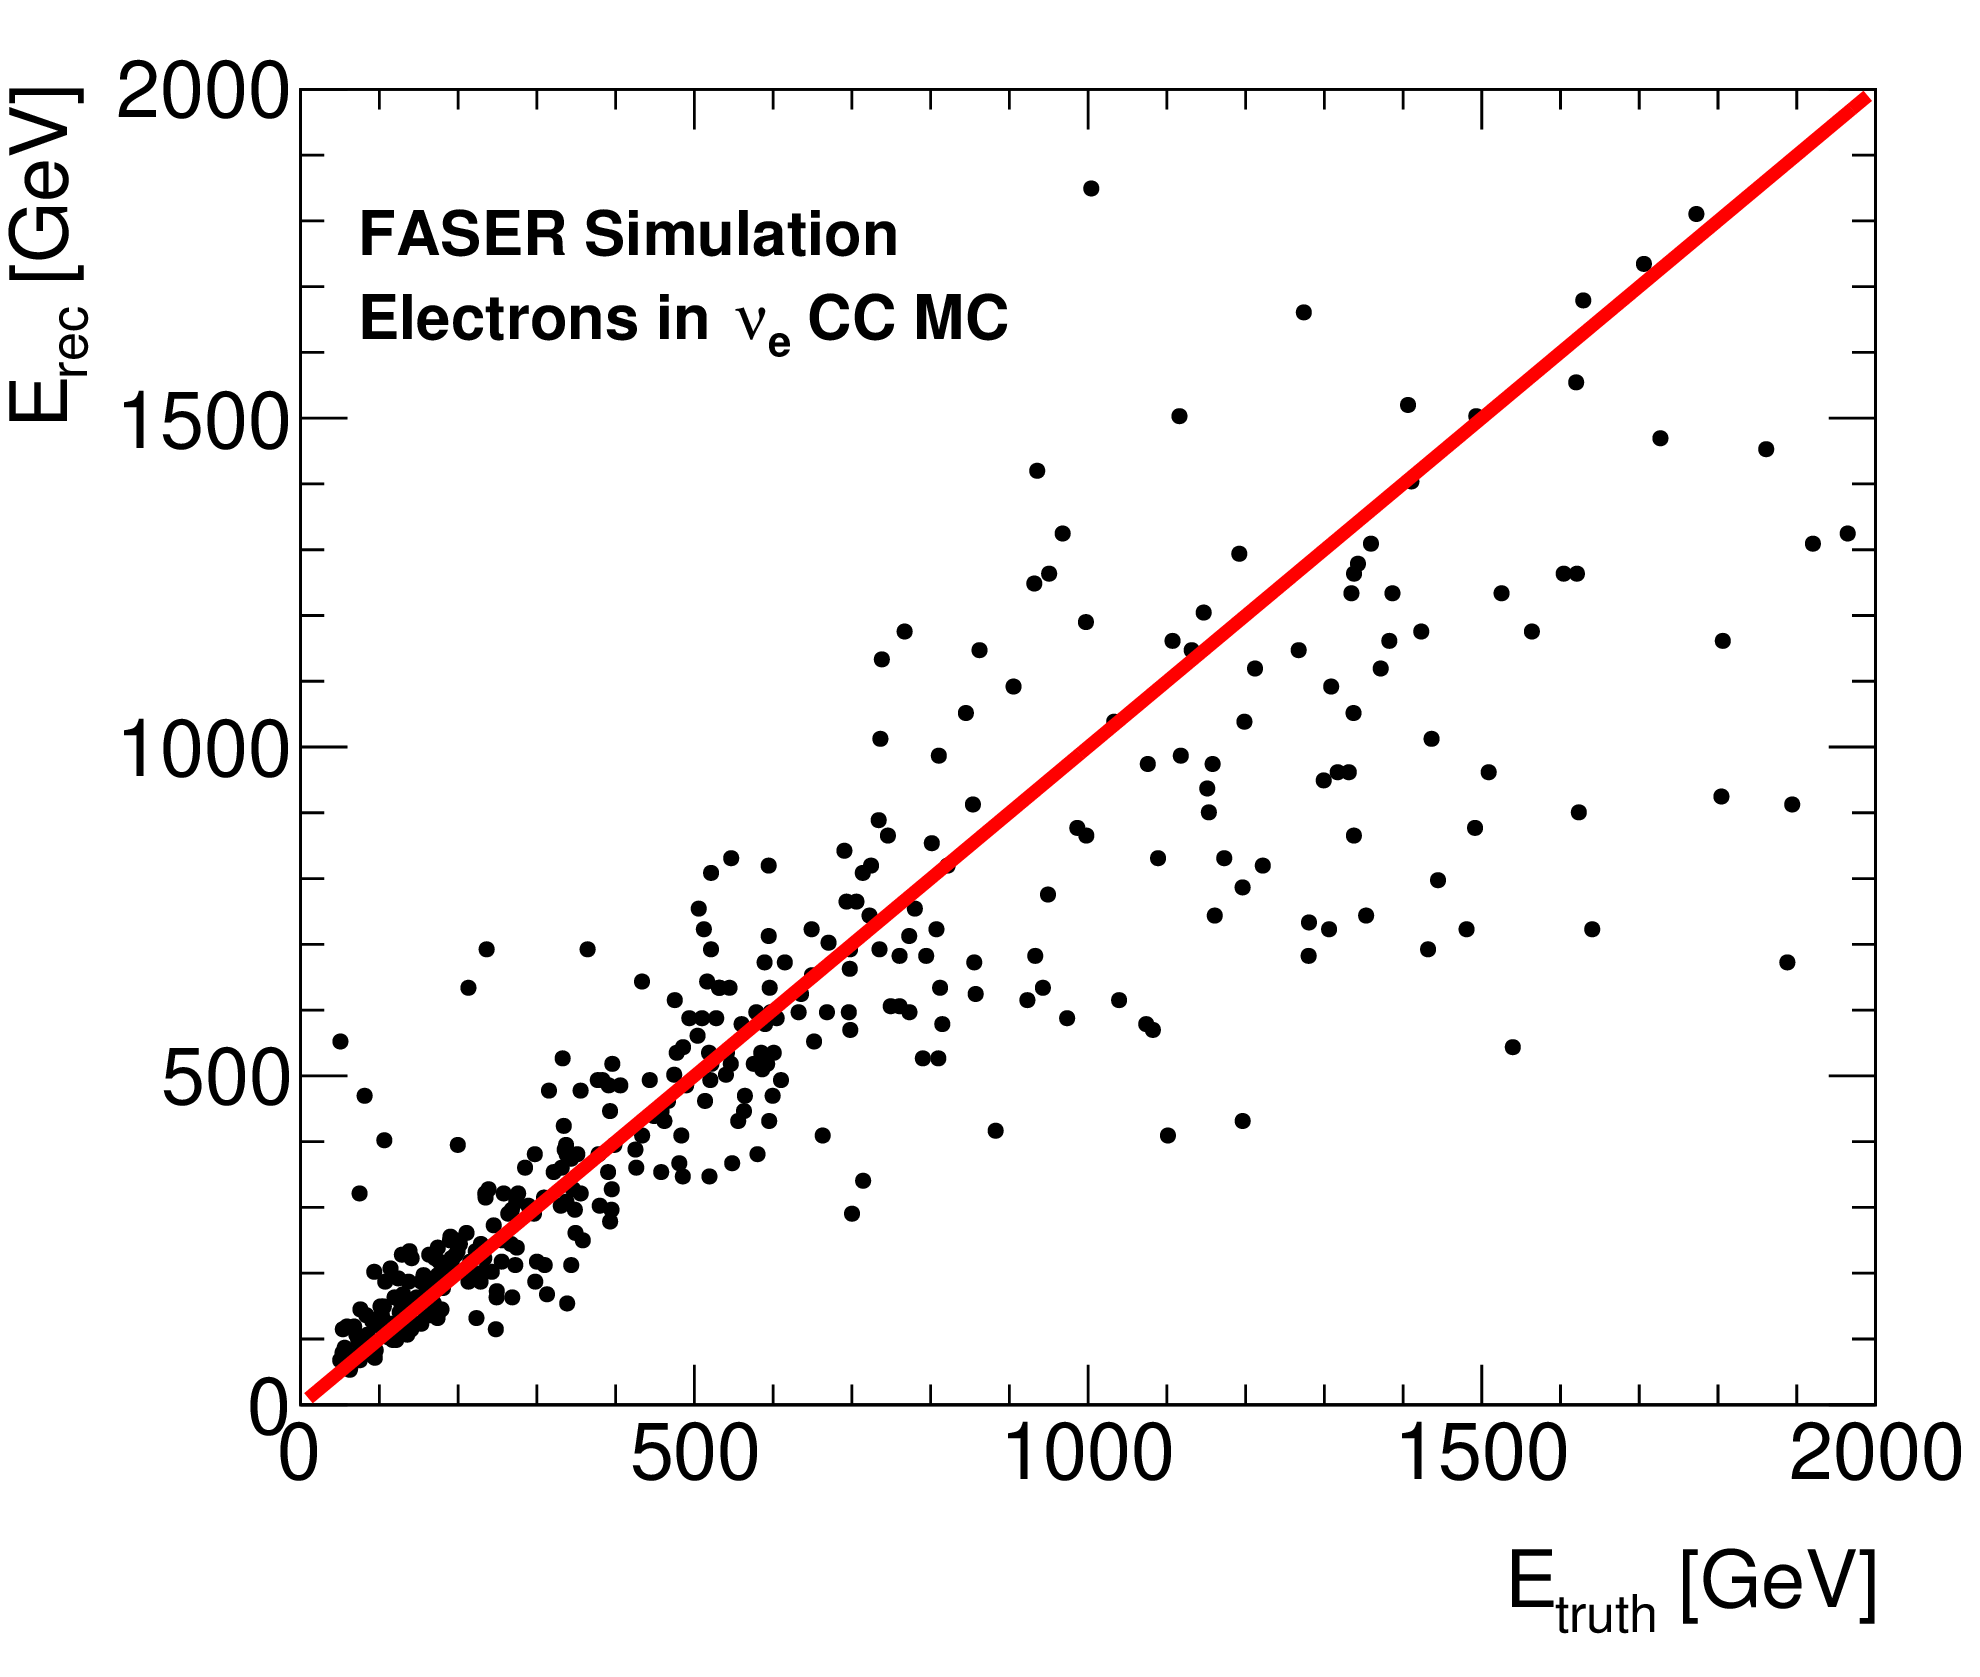 E_rec [GeV]
2000
1500
1000
500
0
FASER Simulation
Electrons in ν_e CC MC
0 500 1000 1500 2000
E_truth [GeV]